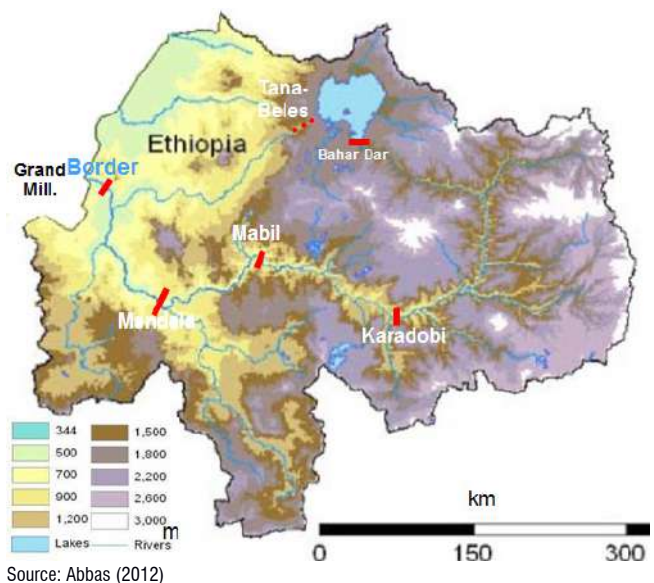 Tana-
Beles
Ethiopia
Bahar Dar
Grand Border
Mill.
Mabil
Mendaia
Karadobi
344 1,500
500 1,800
700 2,200
900 2,600
1,200 3,000
m
Lakes Rivers
km
0 150 300
Source: Abbas (2012)